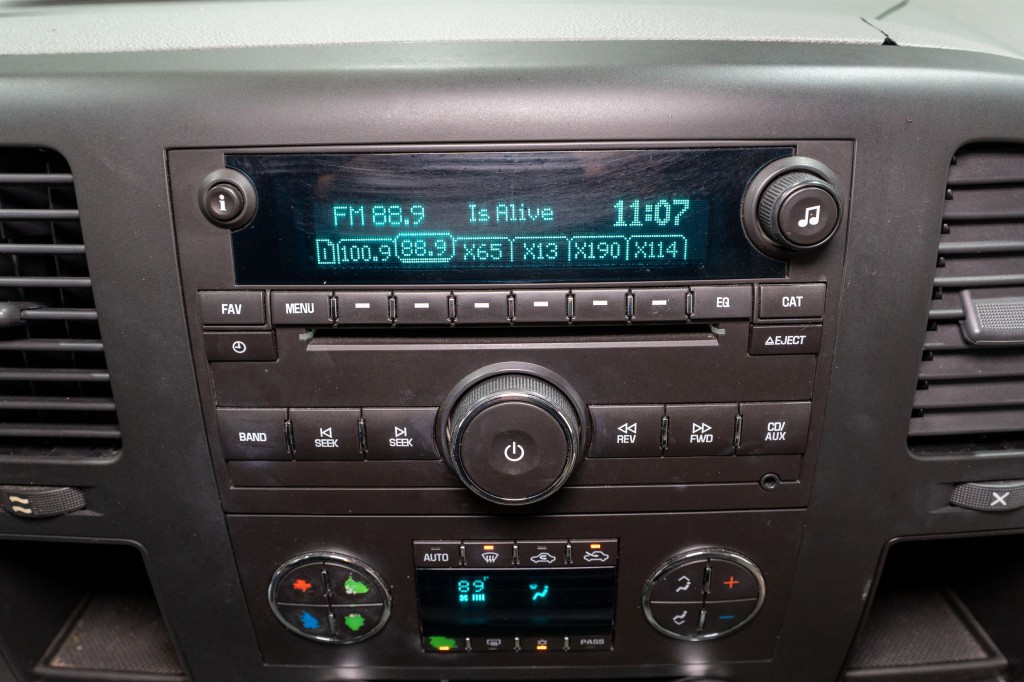 i
FM 88.9 Is Alive 11:07
D 100.9 88.9 X65 X13 X190 X114
FAV MENU EQ CAT
EJECT
BAND SEEK SEEK REV FWD CD/
AUX
AUTO
89°F
PASS